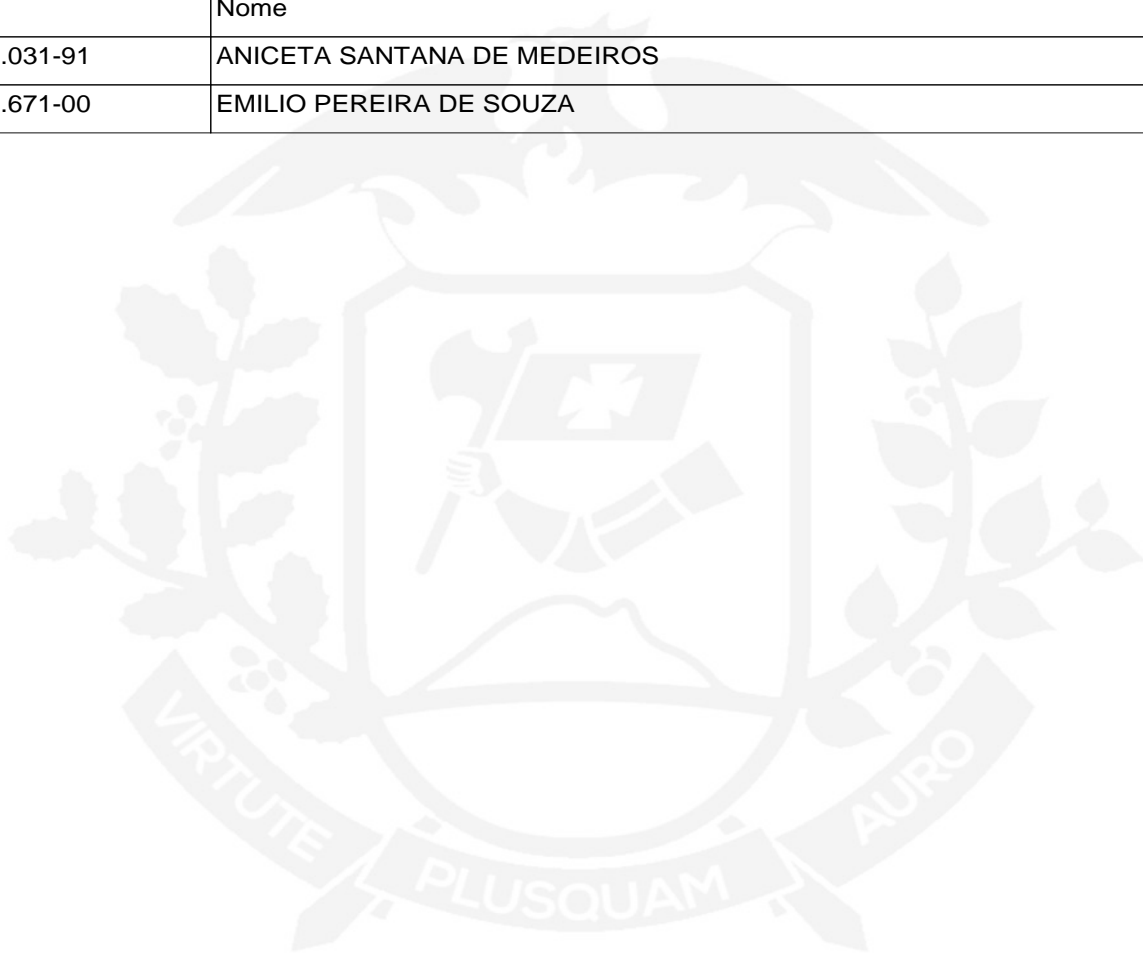 Nome
.031-91 ANICETA SANTANA DE MEDEIROS
.671-00 EMILIO PEREIRA DE SOUZA
VIRTUTE PLUSQUAM AURO